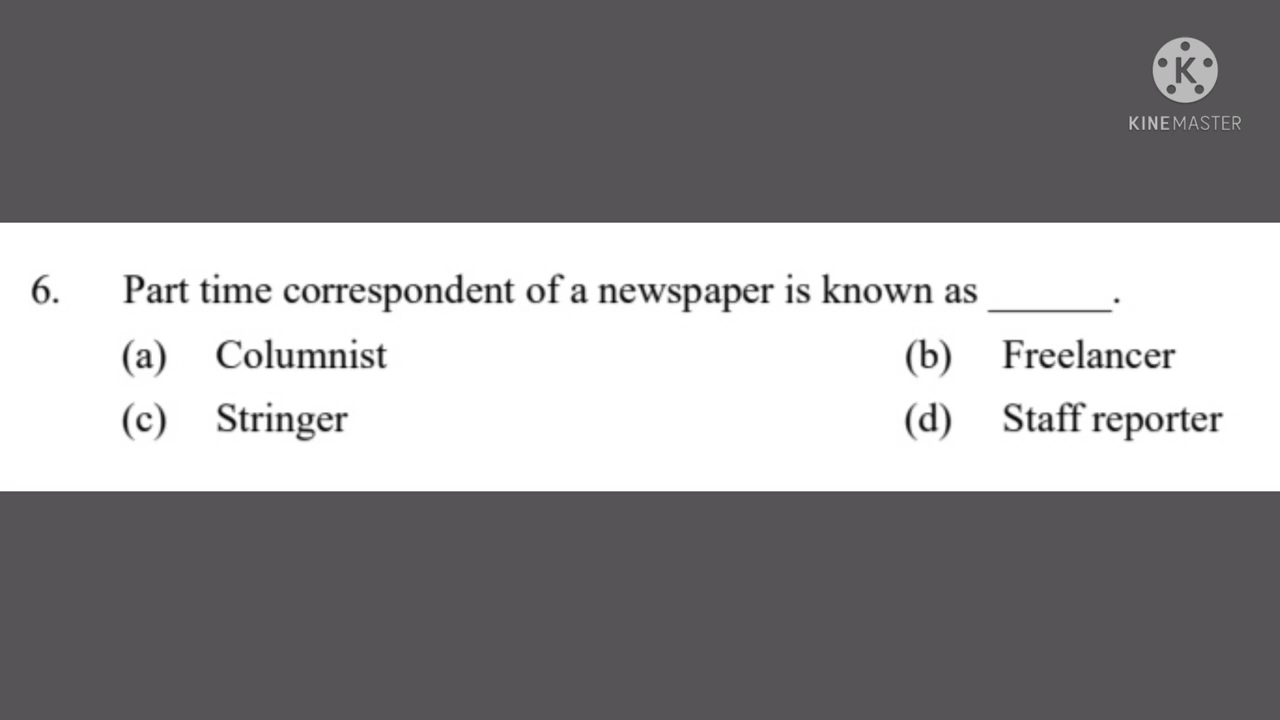 K
KINEMASTER
6. Part time correspondent of a newspaper is known as ______.
(a) Columnist (b) Freelancer
(c) Stringer (d) Staff reporter